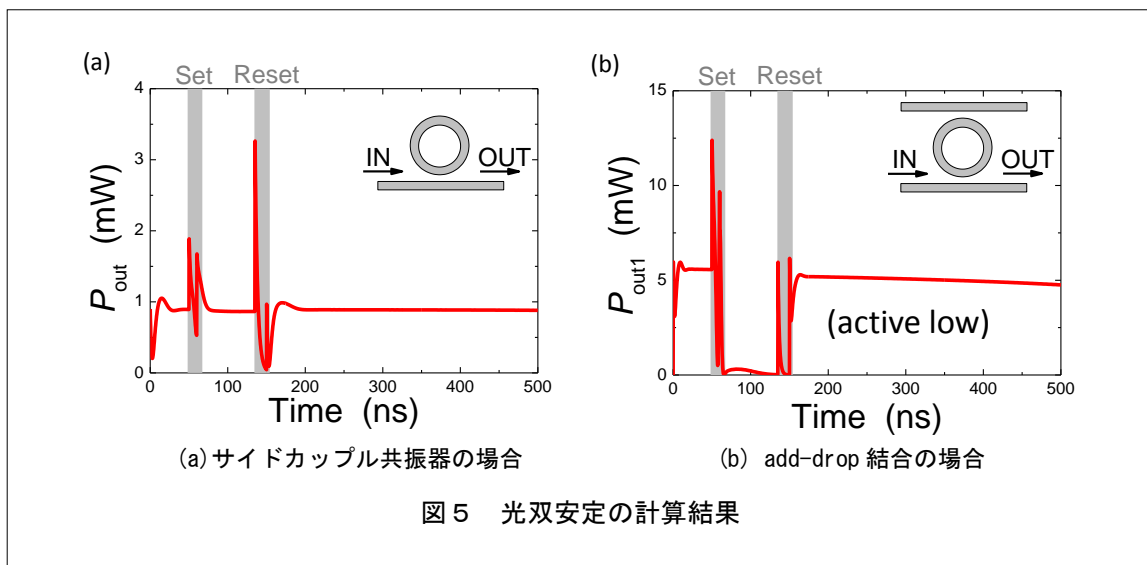 (a)
Set Reset
4
3
2
1
0
P out (mW)
IN OUT
0 100 200 300 400 500
Time (ns)
(a)サイドカップル共振器の場合
(b)
Set Reset
15
10
5
0
P out1 (mW)
IN OUT
(active low)
0 100 200 300 400 500
Time (ns)
(b) add-drop 結合の場合
図5 光双安定の計算結果